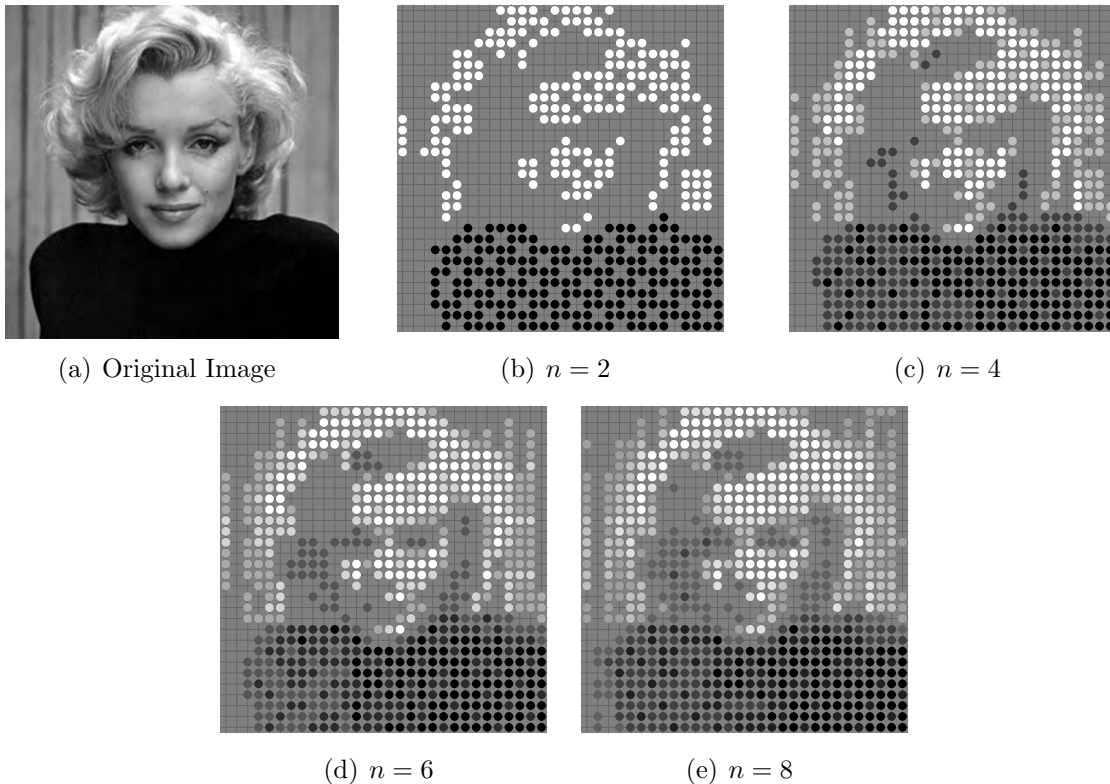 (a) Original Image
(b) n = 2
(c) n = 4
(d) n = 6
(e) n = 8